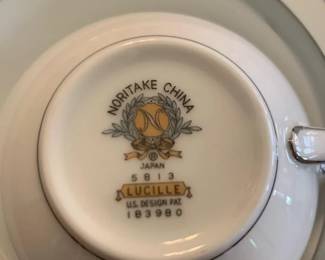 NORITAKE CHINA
N
JAPAN
5813
LUCILLE
U.S. DESIGN PAT.
183980